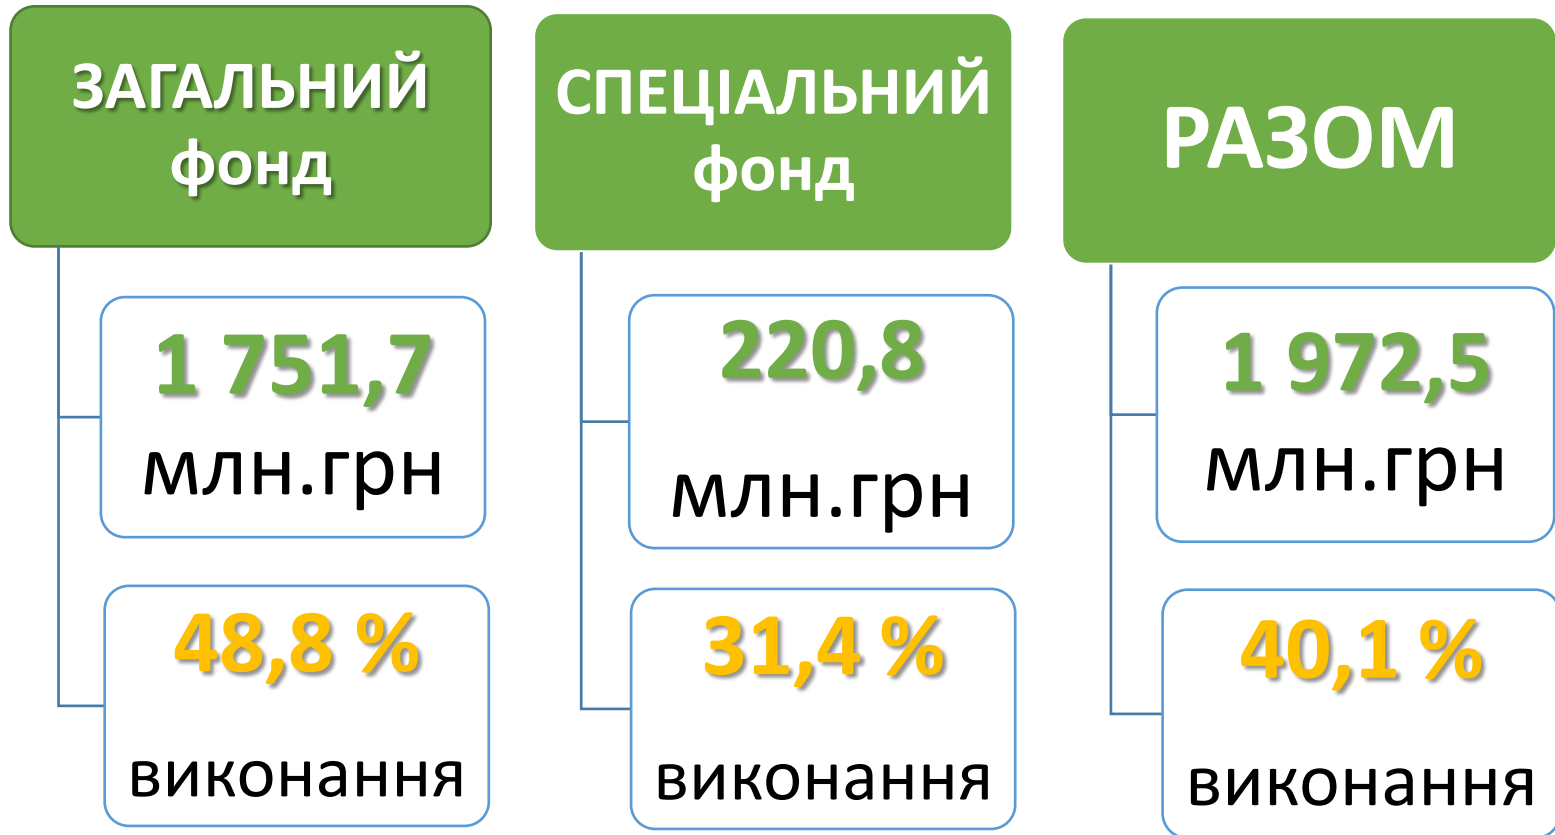 ЗАГАЛЬНИЙ
фонд
1 751,7
млн.грн
48,8 %
виконання
СПЕЦІАЛЬНИЙ
фонд
220,8
млн.грн
31,4 %
виконання
РАЗОМ
1 972,5
млн.грн
40,1 %
виконання